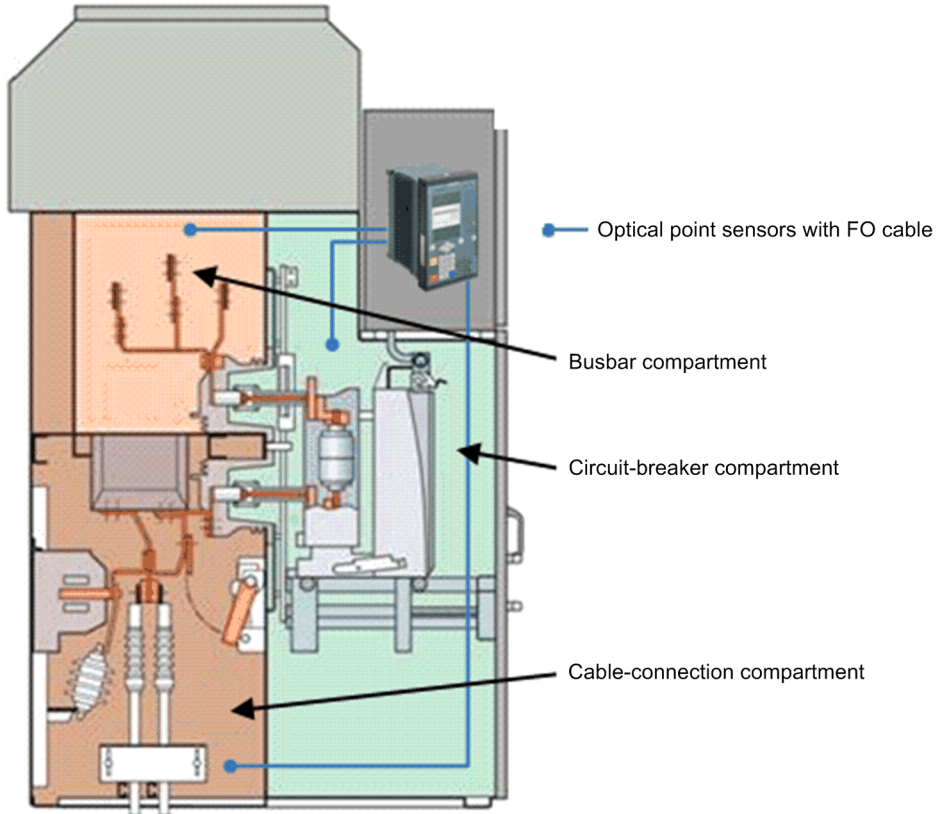 Optical point sensors with FO cable
Busbar compartment
Circuit-breaker compartment
Cable-connection compartment